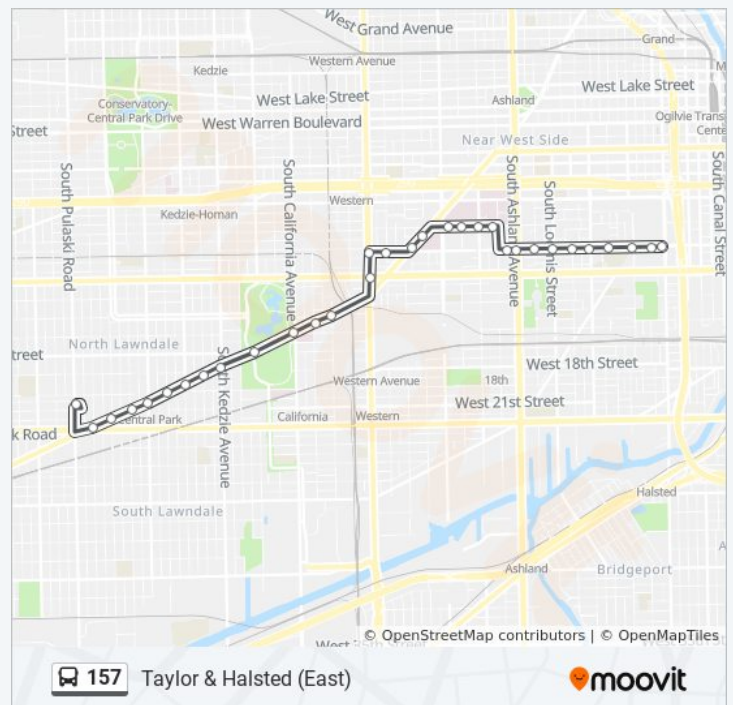 West Grand Avenue
Grand
Western Avenue
Kedzie
West Lake Street
Conservatory-
Central Park Drive
West Lake Street
Ashland
Street
West Warren Boulevard
Ogilvie Trans
Cente
Near West Side
South Pulaski Road
South California Avenue
South Ashland Avenue
South Loomis Street
South Canal Street
Western
Kedzie-Homan
North Lawndale
treet
South Kedzie Avenue
West 18th Street
Western Avenue
18th
West 21st Street
Central Park
California
Western
k Road
South Lawndale
Halsted
Ashland
Bridgeport
© OpenStreetMap contributors | © OpenMapTiles
157
Taylor & Halsted (East)
moovit